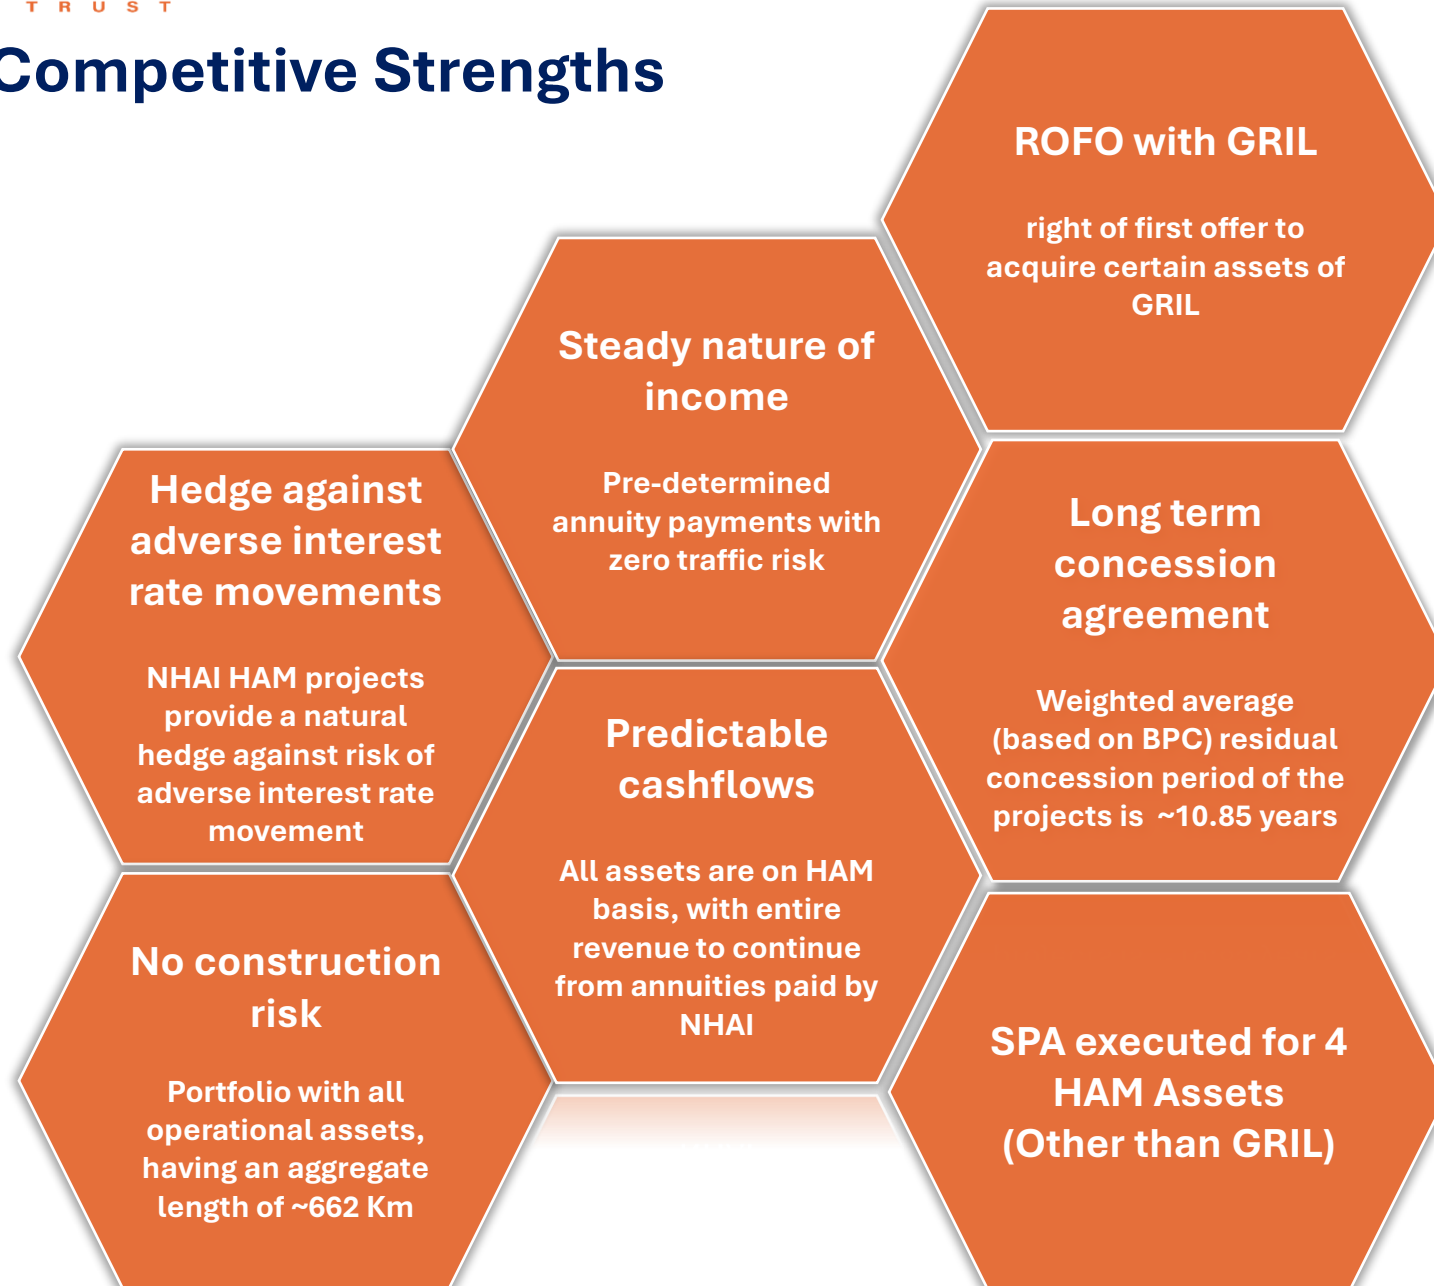 TRUST
Competitive Strengths
ROFO with GRIL
right of first offer to
acquire certain assets of
GRIL
Steady nature of
income
Pre-determined
annuity payments with
zero traffic risk
Hedge against
adverse interest
rate movements
NHAI HAM projects
provide a natural
hedge against risk of
adverse interest rate
movement
Long term
concession
agreement
Weighted average
(based on BPC) residual
concession period of the
projects is ~10.85 years
Predictable
cashflows
All assets are on HAM
basis, with entire
revenue to continue
from annuities paid by
NHAI
No construction
risk
Portfolio with all
operational assets,
having an aggregate
length of ~662 Km
SPA executed for 4
HAM Assets
(Other than GRIL)